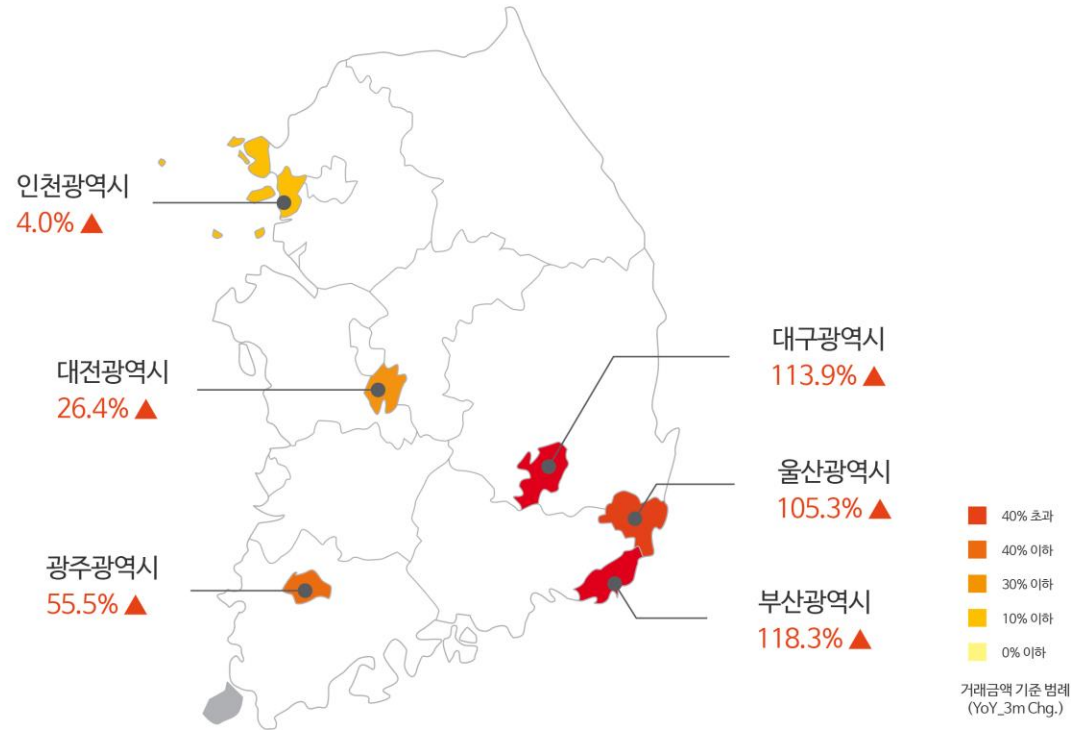 인천광역시
4.0% ▲
대전광역시
26.4% ▲
광주광역시
55.5% ▲
대구광역시
113.9% ▲
울산광역시
105.3% ▲
부산광역시
118.3% ▲
40% 초과
40% 이하
30% 이하
10% 이하
0% 이하
거래금액 기준 범례
(YoY_3m Chg.)